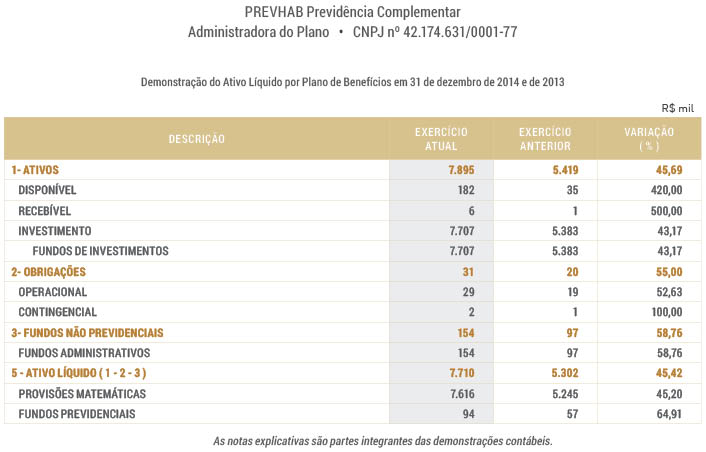 PREVHAB Previdência Complementar
Administradora do Plano • CNPJ nº 42.174.631/0001-77
Demonstração do Ativo Líquido por Plano de Benefícios em 31 de dezembro de 2014 e de 2013
R$ mil
DESCRIÇÃO EXERCÍCIO ATUAL EXERCÍCIO ANTERIOR VARIAÇÃO ( % )
1- ATIVOS 7.895 5.419 45,69
DISPONÍVEL 182 35 420,00
RECEBÍVEL 6 1 500,00
INVESTIMENTO 7.707 5.383 43,17
FUNDOS DE INVESTIMENTOS 7.707 5.383 43,17
2- OBRIGAÇÕES 31 20 55,00
OPERACIONAL 29 19 52,63
CONTINGENCIAL 2 1 100,00
3- FUNDOS NÃO PREVIDENCIAIS 154 97 58,76
FUNDOS ADMINISTRATIVOS 154 97 58,76
5 - ATIVO LÍQUIDO ( 1 - 2 - 3 ) 7.710 5.302 45,42
PROVISÕES MATEMÁTICAS 7.616 5.245 45,20
FUNDOS PREVIDENCIAIS 94 57 64,91
As notas explicativas são partes integrantes das demonstrações contábeis.